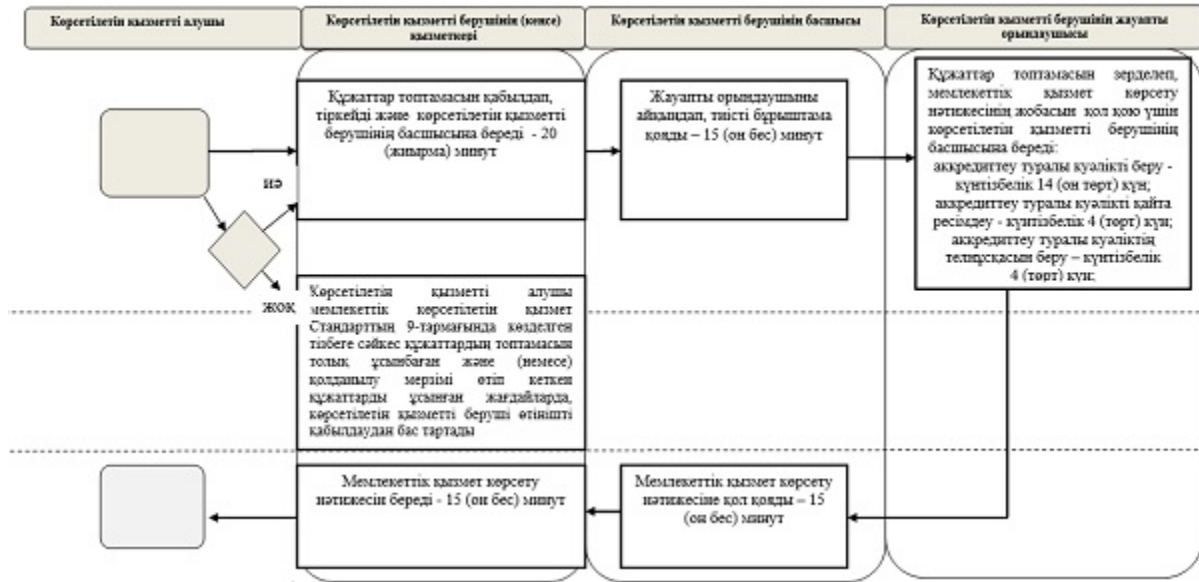 Көрсетілетін қызметті алушы
Көрсетілетін қызметті берушінің (кеңсе)
қызметкері
Көрсетілетін қызметті берушінің басшысы
Көрсетілетін қызметті берушінің жауапты
орындаушысы
Құжаттар топтамасын қабылдап,
тіркейді және көрсетілетін қызметті
берушінің басшысына береді - 20
(жиырма) минут
Жауапты орындаушыны
айқындап, тиісті бұрыштама
қояды – 15 (он бес) минут
Құжаттар топтамасын зерделеп,
мемлекеттік қызмет көрсету
нәтижесінің жобасын қол қою үшін
көрсетілетін қызметті берушінің
басшысына береді:
аккредиттеу туралы куәлікті беру -
күнтізбелік 14 (он төрт) күн;
аккредиттеу туралы куәлікті қайта
ресімдеу - күнтізбелік 4 (төрт) күн;
аккредиттеу туралы куәліктің
телнұсқасын беру – күнтізбелік
4 (төрт) күн;
иә
жоқ
Көрсетілетін қызметті алушы
мемлекеттік көрсетілетін қызмет
Стандарттың 9-тармағында көзделген
тізбеге сәйкес құжаттардың топтамасын
толық ұсынбаған және (немесе)
қолданылу мерзімі өтіп кеткен
құжаттарды ұсынған жағдайларда,
көрсетілетін қызметті беруші өтінішті
қабылдаудан бас тартады
Мемлекеттік қызмет көрсету
нәтижесін береді - 15 (он бес) минут
Мемлекеттік қызмет көрсету
нәтижесіне қол қояды – 15
(он бес) минут